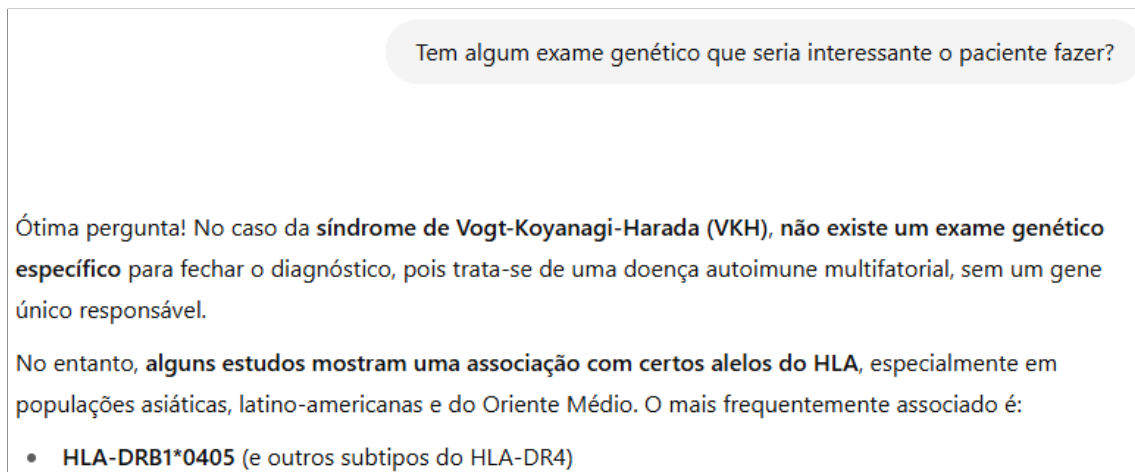 Tem algum exame genético que seria interessante o paciente fazer?
Ótima pergunta! No caso da síndrome de Vogt-Koyanagi-Harada (VKH), não existe um exame genético
específico para fechar o diagnóstico, pois trata-se de uma doença autoimune multifatorial, sem um gene
único responsável.
No entanto, alguns estudos mostram uma associação com certos alelos do HLA, especialmente em
populações asiáticas, latino-americanas e do Oriente Médio. O mais frequentemente associado é:
• HLA-DRB1*0405 (e outros subtipos do HLA-DR4)